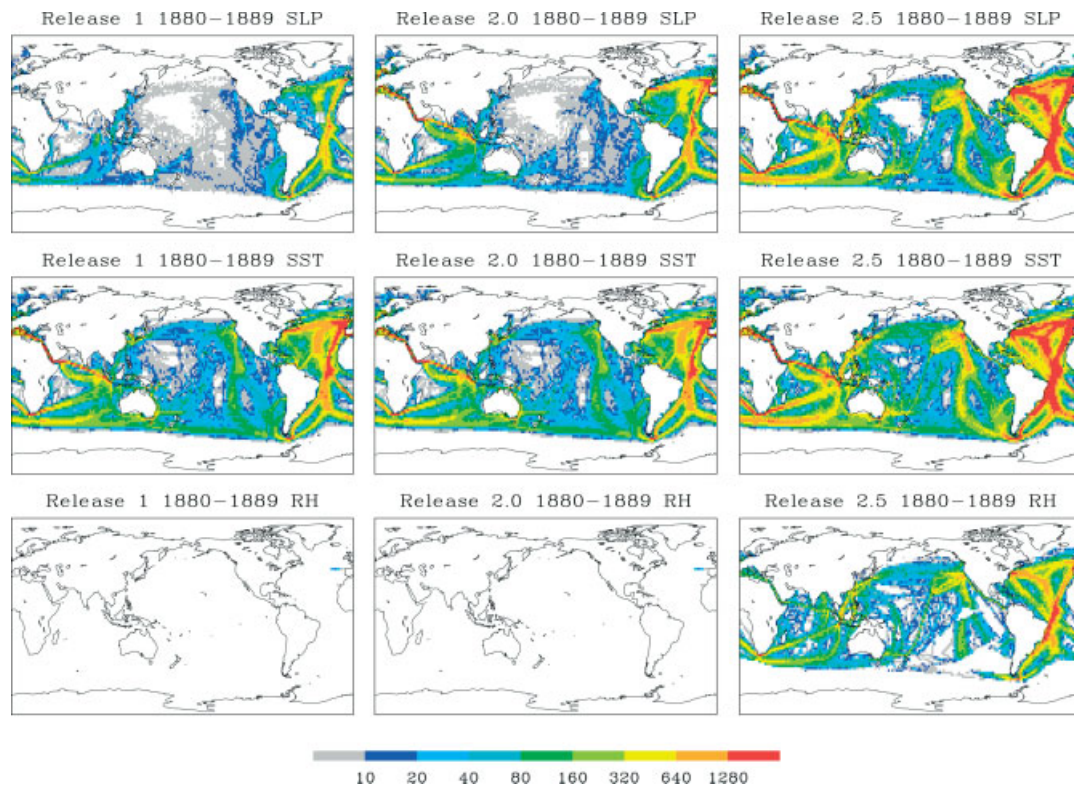 Release 1 1880-1889 SLP
Release 2.0 1880-1889 SLP
Release 2.5 1880-1889 SLP
Release 1 1880-1889 SST
Release 2.0 1880-1889 SST
Release 2.5 1880-1889 SST
Release 1 1880-1889 RH
Release 2.0 1880-1889 RH
Release 2.5 1880-1889 RH
10 20 40 80 160 320 640 1280